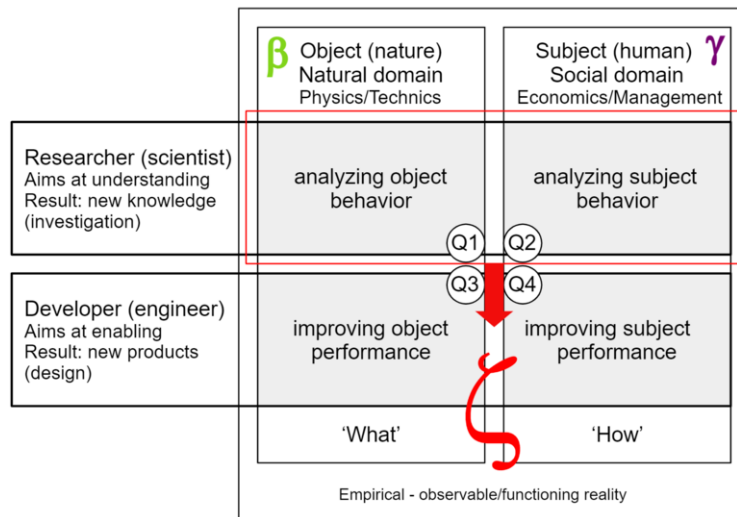 β
Object (nature)
Natural domain
Physics/Technics
Subject (human)
Social domain
Economics/Management
γ
Researcher (scientist)
Aims at understanding
Result: new knowledge
(investigation)
analyzing object
behavior
analyzing subject
behavior
Q1
Q2
Q3
Q4
Developer (engineer)
Aims at enabling
Result: new products
(design)
improving object
performance
improving subject
performance
ζ
‘What’
‘How’
Empirical - observable/functioning reality